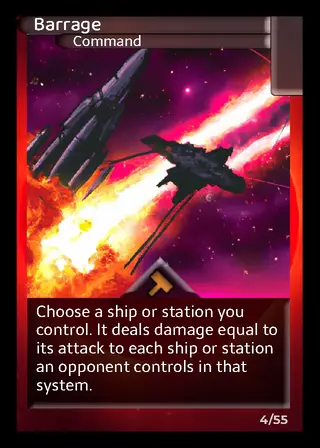 Barrage
Command
Choose a ship or station you
control. It deals damage equal to
its attack to each ship or station
an opponent controls in that
system.
4/55